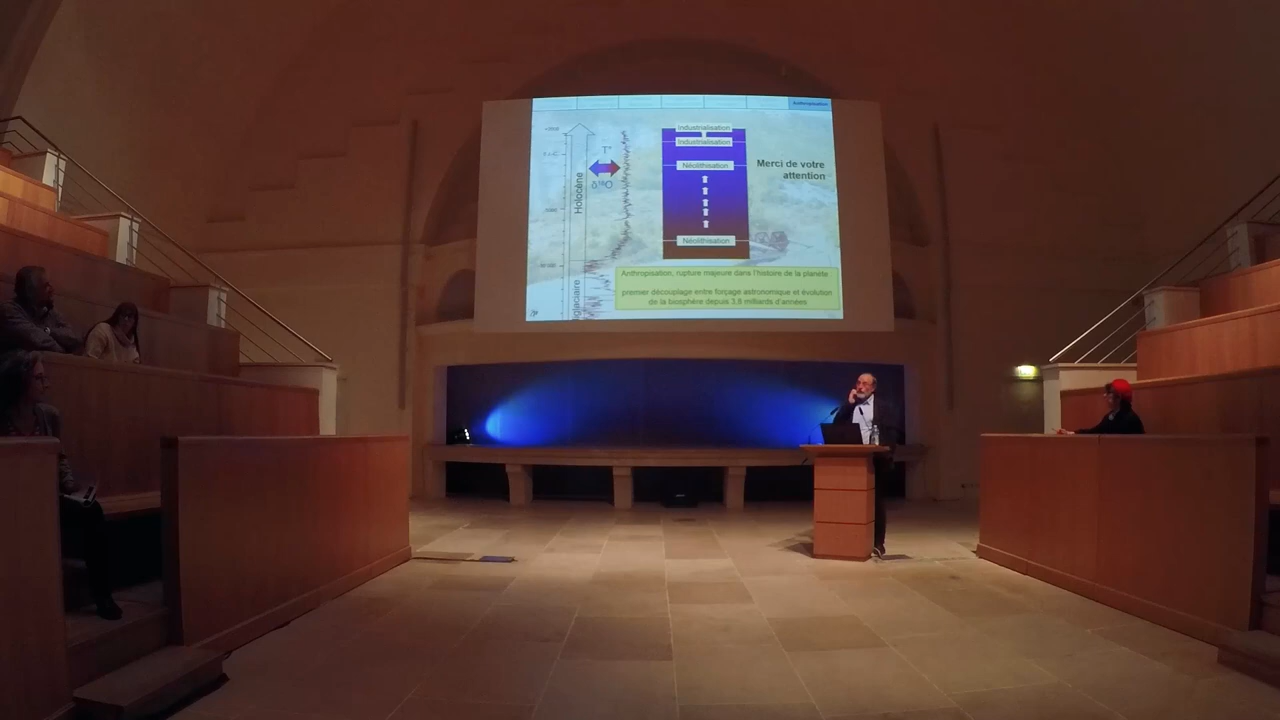 Anthropisation
Industrialisation
Industrialisation
T°
Néolithisation
Merci de votre
attention
δ¹⁸O
Holocène
Néolithisation
Anthropisation, rupture majeure dans l'histoire de la planète
premier découplage entre forçage astronomique et évolution
de la biosphère depuis 3,8 milliards d'années